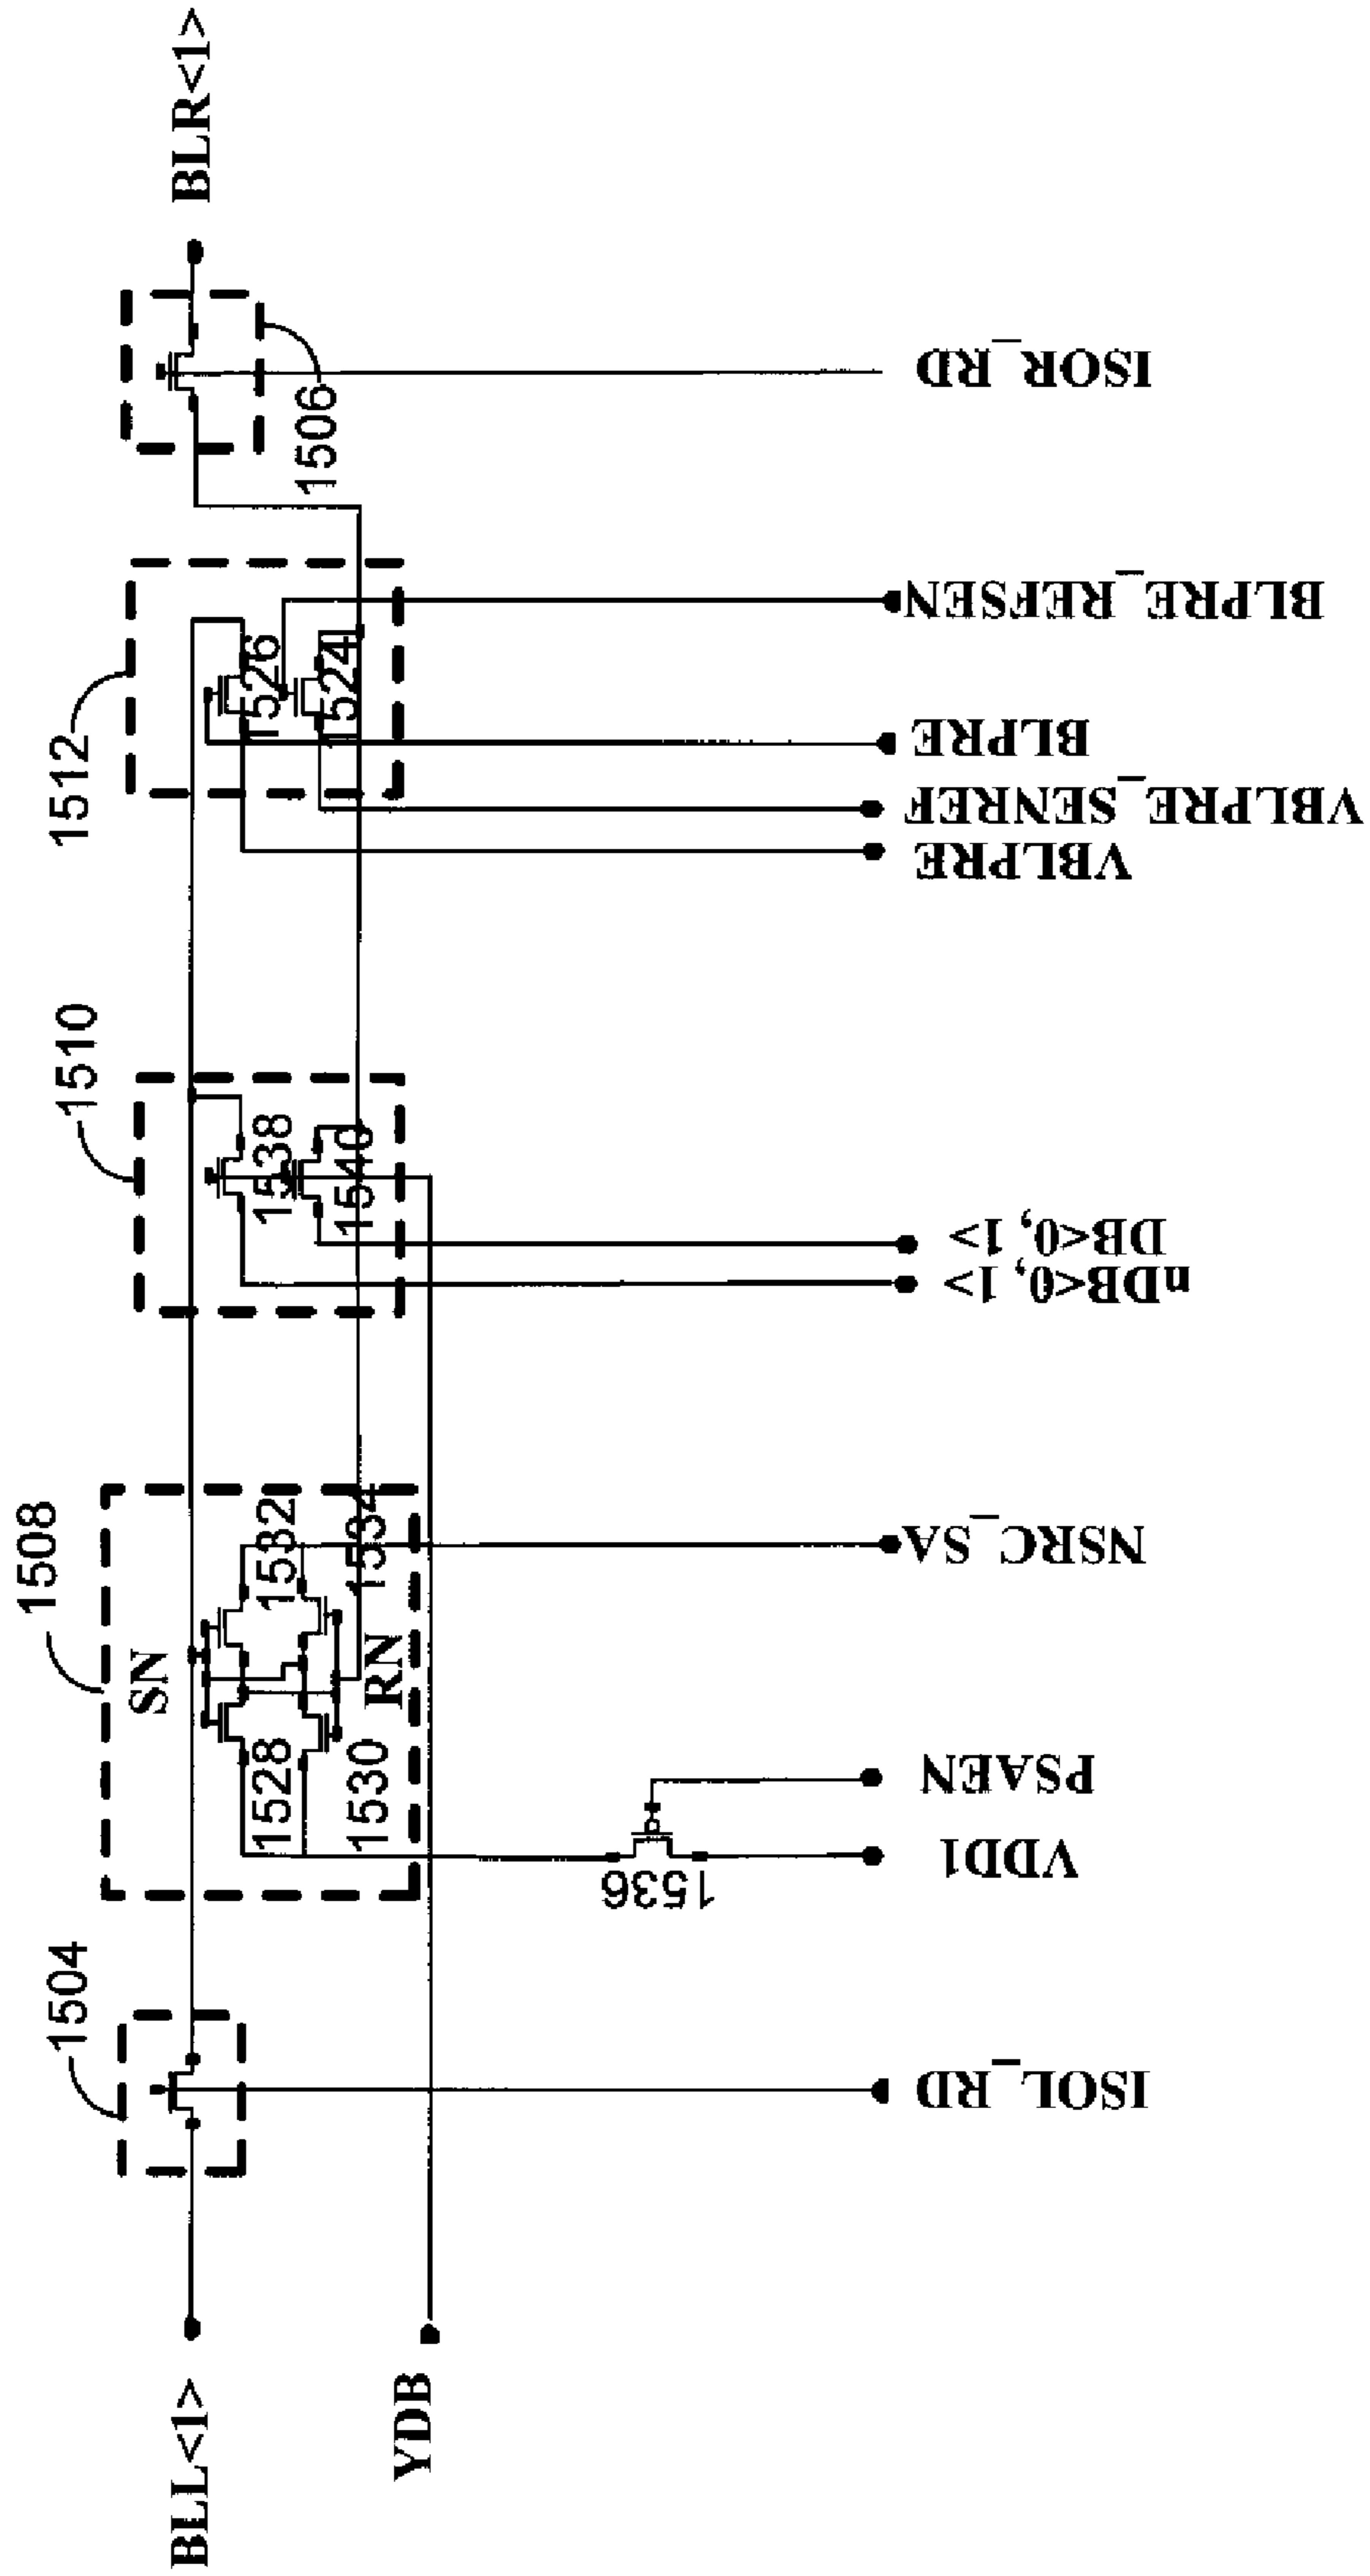 BLL<1>
YDB
1504
ISOL_RD
1508
SN
RN
1528
1530
1532
1534
1536
VDD1
PSAEN
NSRC_SA
1510
1538
1540
nDB<0, 1>
DB<0, 1>
1512
1526
1524
VBLPRE
VBLPRE_SENREF
BLPRE
BLPRE_REFSEN
1506
ISOR_RD
BLR<1>